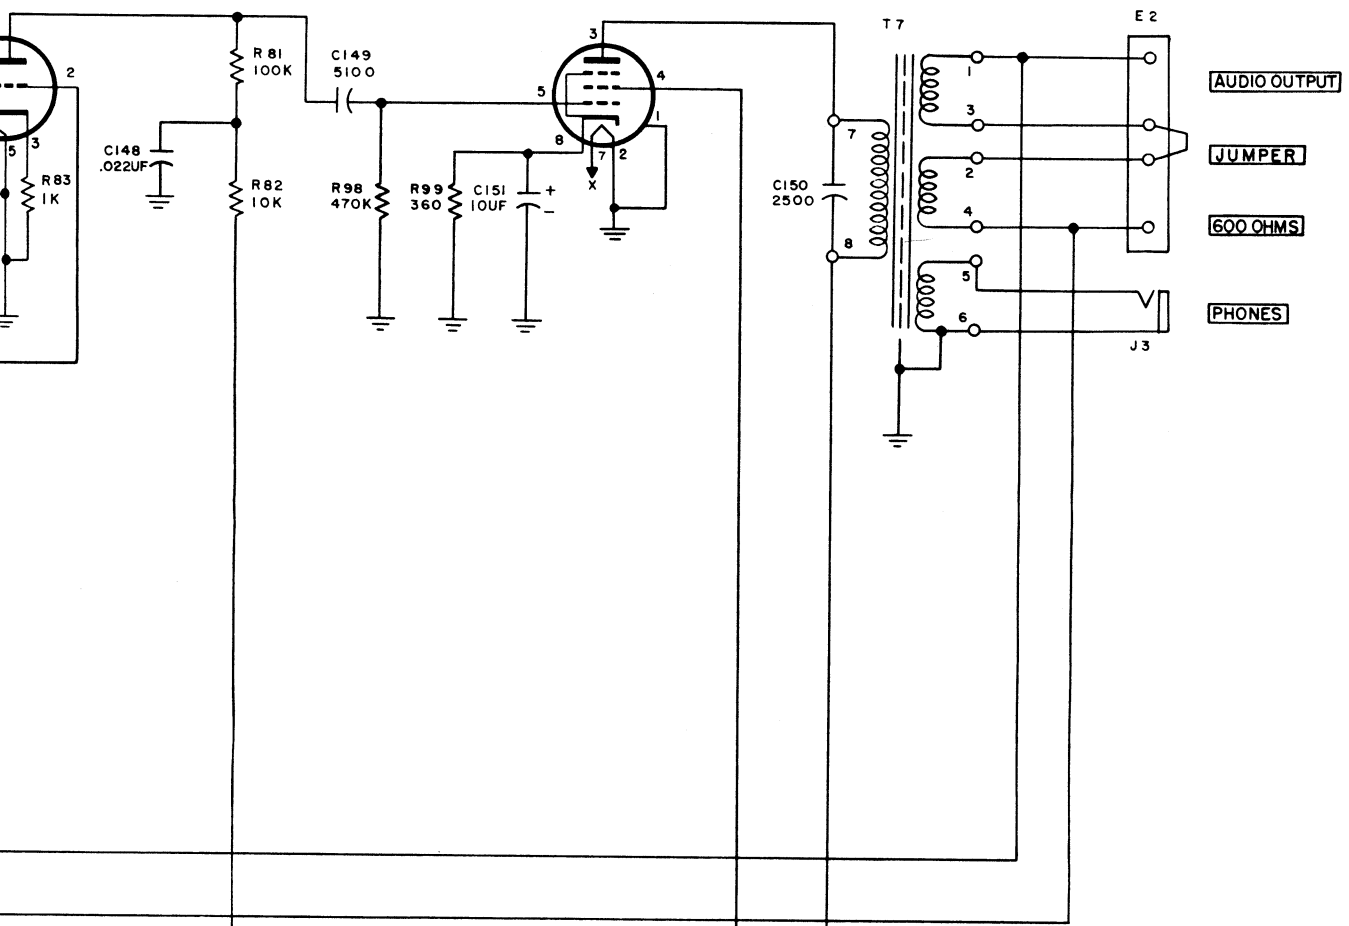 T7
E2
3
R81
100K
C149
5100
2
4
1
AUDIO OUTPUT
5
1
3
7
8
7
2
5
3
C148
.022UF
JUMPER
2
R83
1K
R82
10K
R98
470K
R99
360
C151
10UF
+
−
X
C150
2500
4
600 OHMS
8
5
6
PHONES
J3